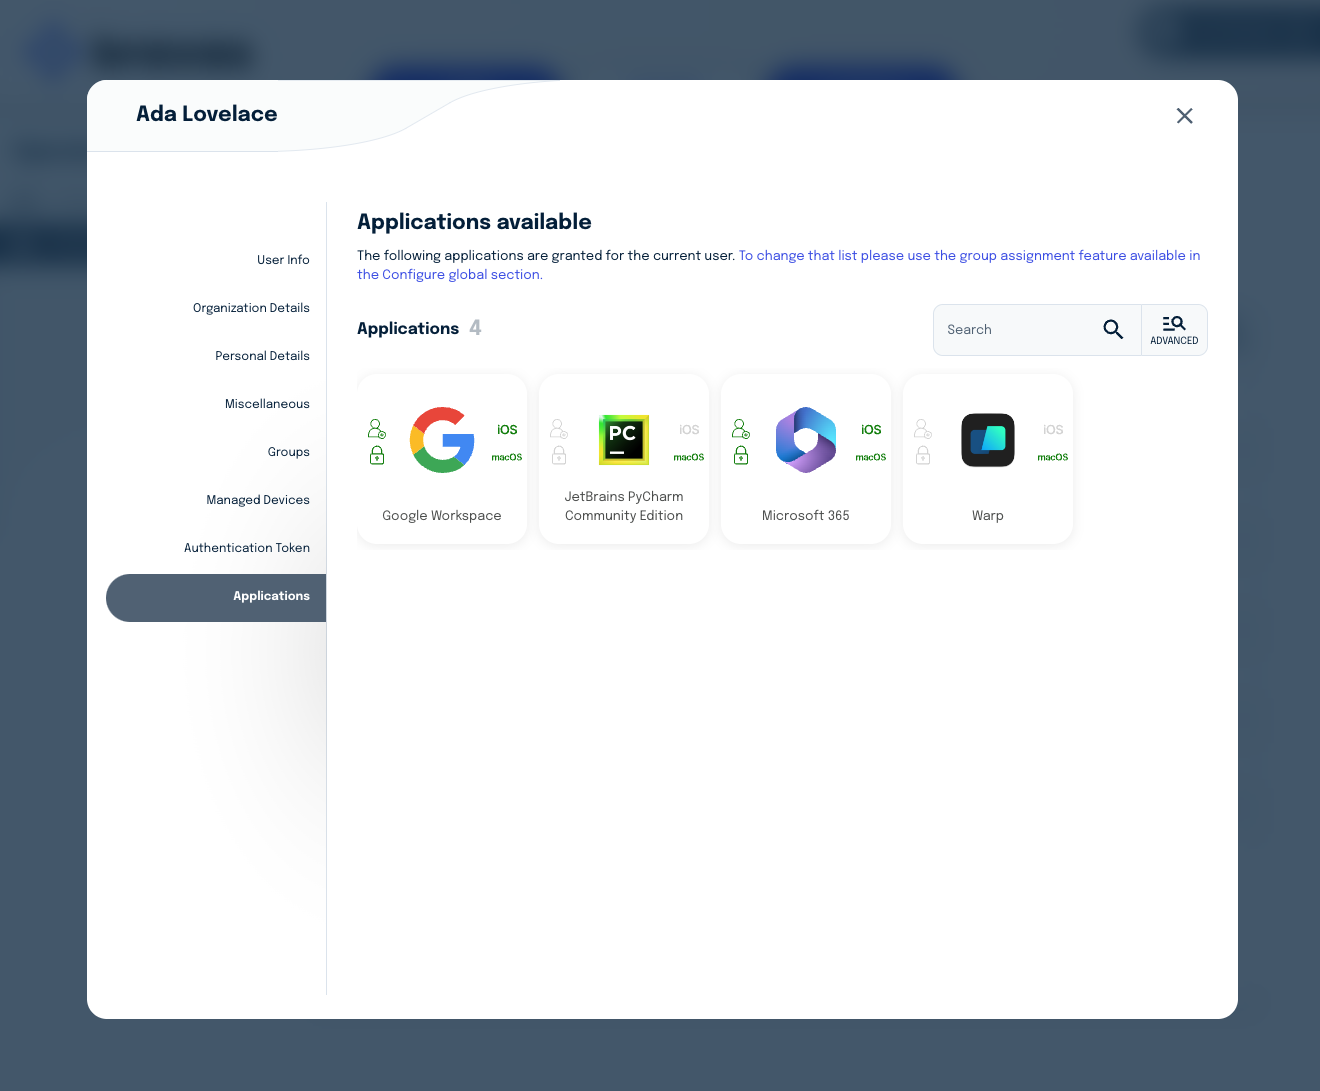 Ada Lovelace
User Info
Organization Details
Personal Details
Miscellaneous
Groups
Managed Devices
Authentication Token
Applications
Applications available
The following applications are granted for the current user. To change that list please use the group assignment feature available in
the Configure global section.
Applications 4
Search
ADVANCED
iOS
macOS
Google Workspace
PC
iOS
macOS
JetBrains PyCharm
Community Edition
iOS
macOS
Microsoft 365
iOS
macOS
Warp